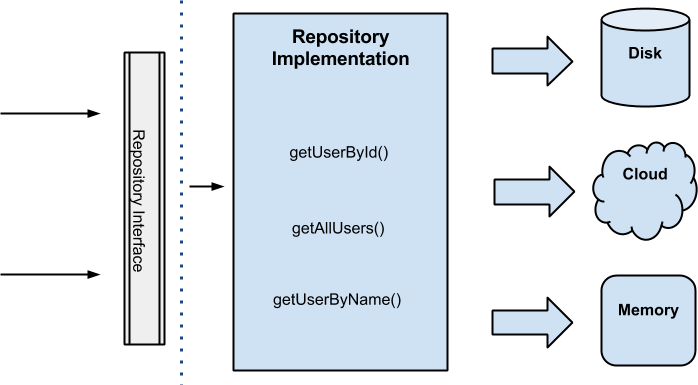 Repository Interface
Repository
Implementation
getUserById()
getAllUsers()
getUserByName()
Disk
Cloud
Memory